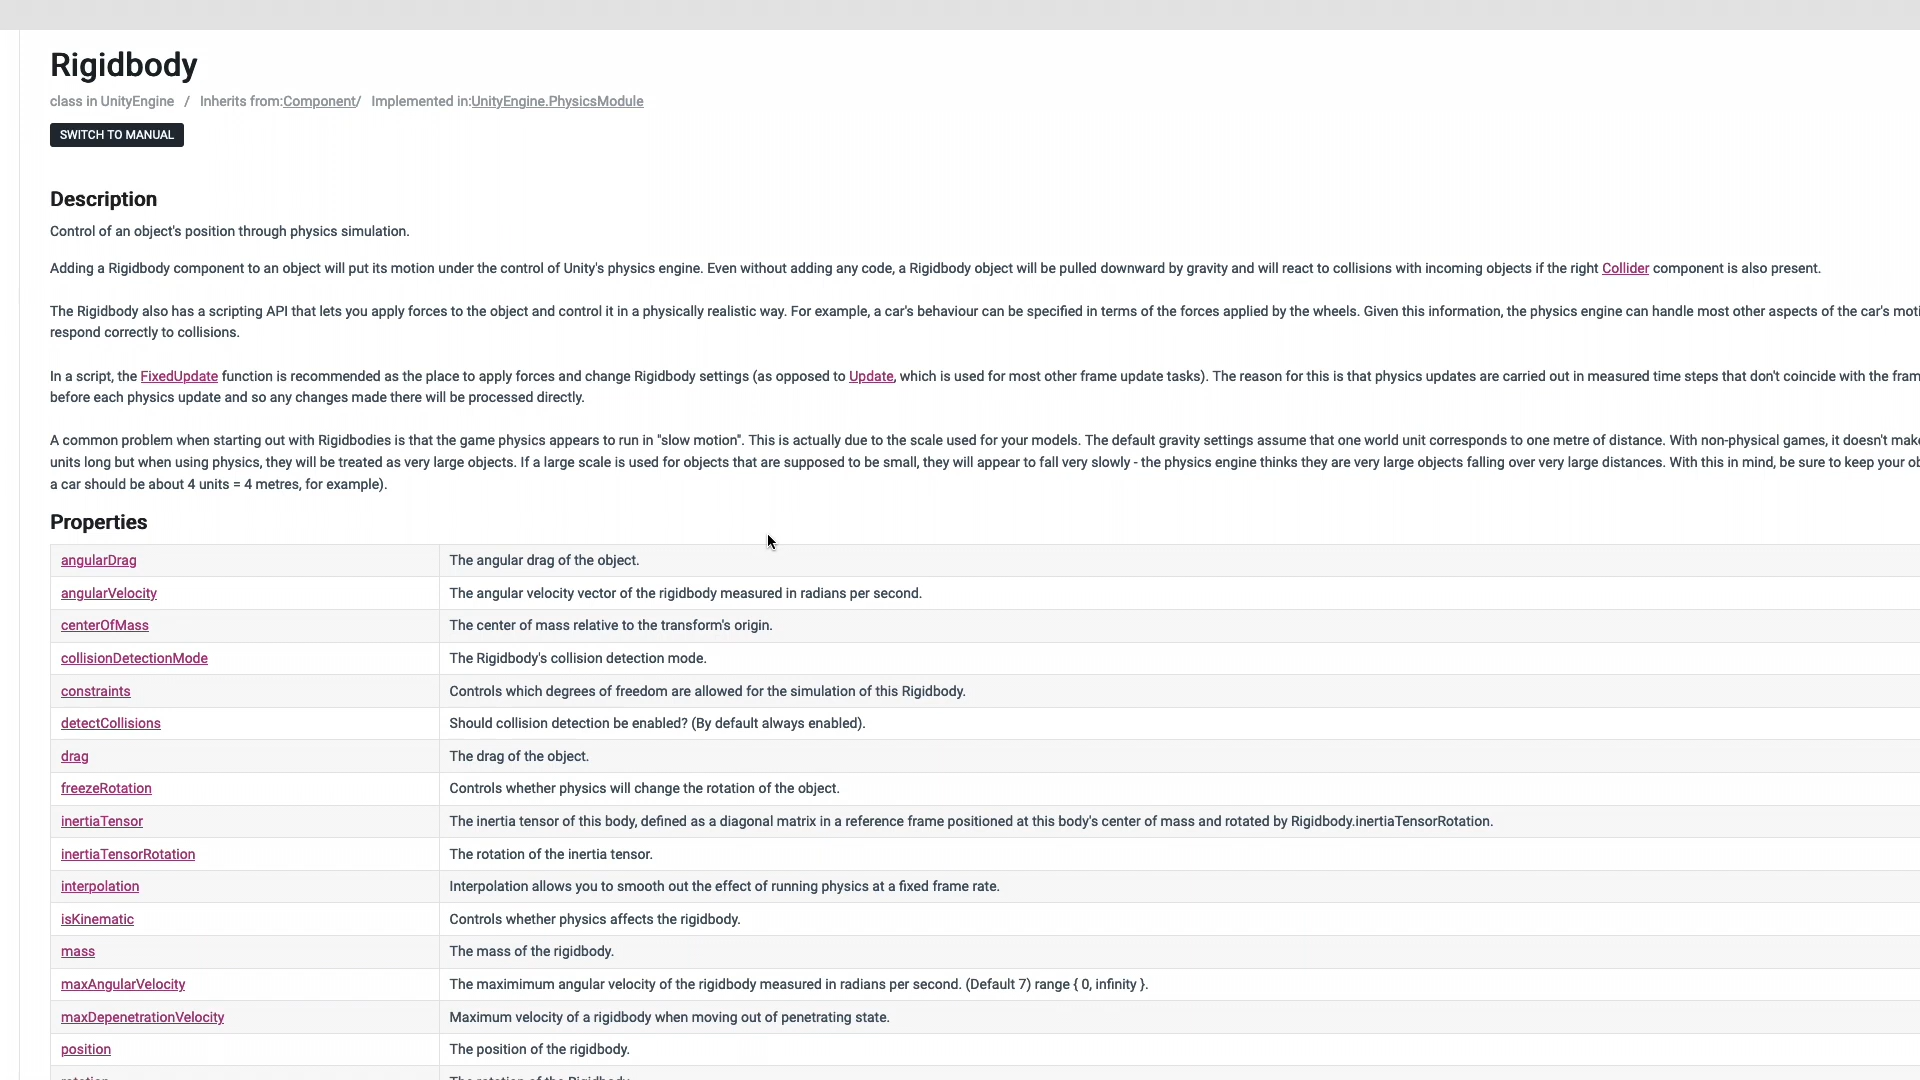 Rigidbody
class in UnityEngine / Inherits from:Component/ Implemented in:UnityEngine.PhysicsModule
SWITCH TO MANUAL
Description
Control of an object's position through physics simulation.
Adding a Rigidbody component to an object will put its motion under the control of Unity's physics engine. Even without adding any code, a Rigidbody object will be pulled downward by gravity and will react to collisions with incoming objects if the right Collider component is also present.
The Rigidbody also has a scripting API that lets you apply forces to the object and control it in a physically realistic way. For example, a car's behaviour can be specified in terms of the forces applied by the wheels. Given this information, the physics engine can handle most other aspects of the car's
respond correctly to collisions.
In a script, the FixedUpdate function is recommended as the place to apply forces and change Rigidbody settings (as opposed to Update, which is used for most other frame update tasks). The reason for this is that physics updates are carried out in measured time steps that don't coincide with the
before each physics update and so any changes made there will be processed directly.
A common problem when starting out with Rigidbodies is that the game physics appears to run in "slow motion". This is actually due to the scale used for your models. The default gravity settings assume that one world unit corresponds to one metre of distance. With non-physical games, it doesn't
units long but when using physics, they will be treated as very large objects. If a large scale is used for objects that are supposed to be small, they will appear to fall very slowly - the physics engine thinks they are very large objects falling over very large distances. With this in mind, be sure to keep your
a car should be about 4 units = 4 metres, for example).
Properties
angularDrag The angular drag of the object.
angularVelocity The angular velocity vector of the rigidbody measured in radians per second.
centerOfMass The center of mass relative to the transform's origin.
collisionDetectionMode The Rigidbody's collision detection mode.
constraints Controls which degrees of freedom are allowed for the simulation of this Rigidbody.
detectCollisions Should collision detection be enabled? (By default always enabled).
drag The drag of the object.
freezeRotation Controls whether physics will change the rotation of the object.
inertiaTensor The inertia tensor of this body, defined as a diagonal matrix in a reference frame positioned at this body's center of mass and rotated by Rigidbody.inertiaTensorRotation.
inertiaTensorRotation The rotation of the inertia tensor.
interpolation Interpolation allows you to smooth out the effect of running physics at a fixed frame rate.
isKinematic Controls whether physics affects the rigidbody.
mass The mass of the rigidbody.
maxAngularVelocity The maximimum angular velocity of the rigidbody measured in radians per second. (Default 7) range { 0, infinity }.
maxDepenetrationVelocity Maximum velocity of a rigidbody when moving out of penetrating state.
position The position of the rigidbody.